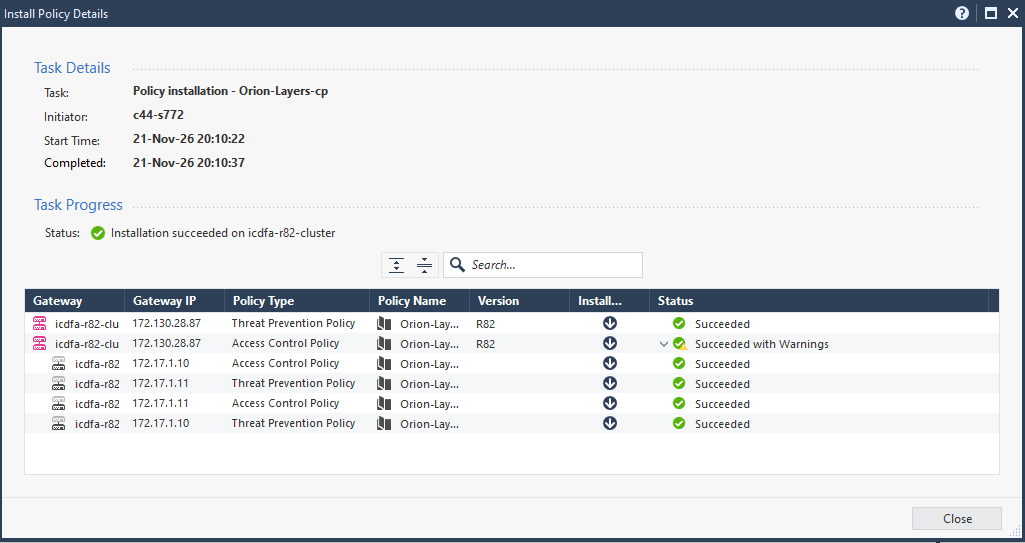 Install Policy Details
Task Details
Task: Policy installation - Orion-Layers-cp
Initiator: c44-s772
Start Time: 21-Nov-26 20:10:22
Completed: 21-Nov-26 20:10:37
Task Progress
Status: Installation succeeded on icdfa-r82-cluster
Search...
Gateway Gateway IP Policy Type Policy Name Version Install... Status
icdfa-r82-clu 172.130.28.87 Threat Prevention Policy Orion-Lay... R82 Succeeded
icdfa-r82-clu 172.130.28.87 Access Control Policy Orion-Lay... R82 Succeeded with Warnings
icdfa-r82 172.17.1.10 Access Control Policy Orion-Lay... Succeeded
icdfa-r82 172.17.1.11 Threat Prevention Policy Orion-Lay... Succeeded
icdfa-r82 172.17.1.11 Access Control Policy Orion-Lay... Succeeded
icdfa-r82 172.17.1.10 Threat Prevention Policy Orion-Lay... Succeeded
Close